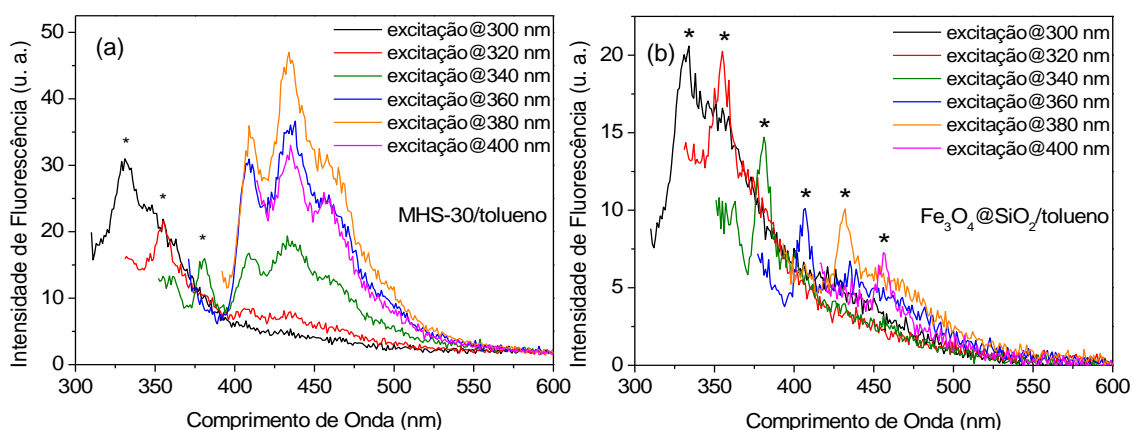 (a)
excitação@300 nm
excitação@320 nm
excitação@340 nm
excitação@360 nm
excitação@380 nm
excitação@400 nm
MHS-30/tolueno
*
*
*
50
40
30
20
10
0
300
350
400
450
500
550
600
Intensidade de Fluorescência (u. a.)
Comprimento de Onda (nm)
(b)
excitação@300 nm
excitação@320 nm
excitação@340 nm
excitação@360 nm
excitação@380 nm
excitação@400 nm
Fe₃O₄@SiO₂/tolueno
*
*
*
*
*
*
20
15
10
5
0
300
350
400
450
500
550
600
Intensidade de Fluorescência (u. a.)
Comprimento de Onda (nm)